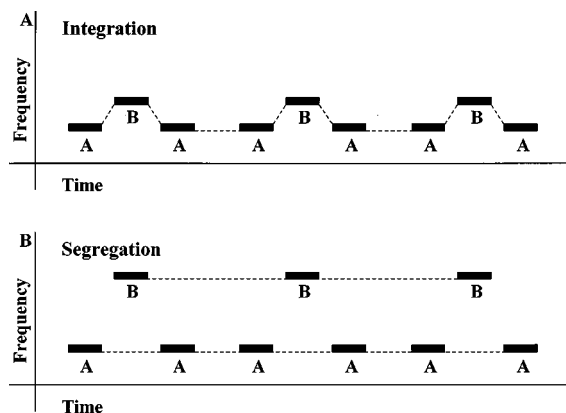 A
Integration
Frequency
B B B
A A A A A A
Time
B
Segregation
Frequency
B B B
A A A A A A
Time